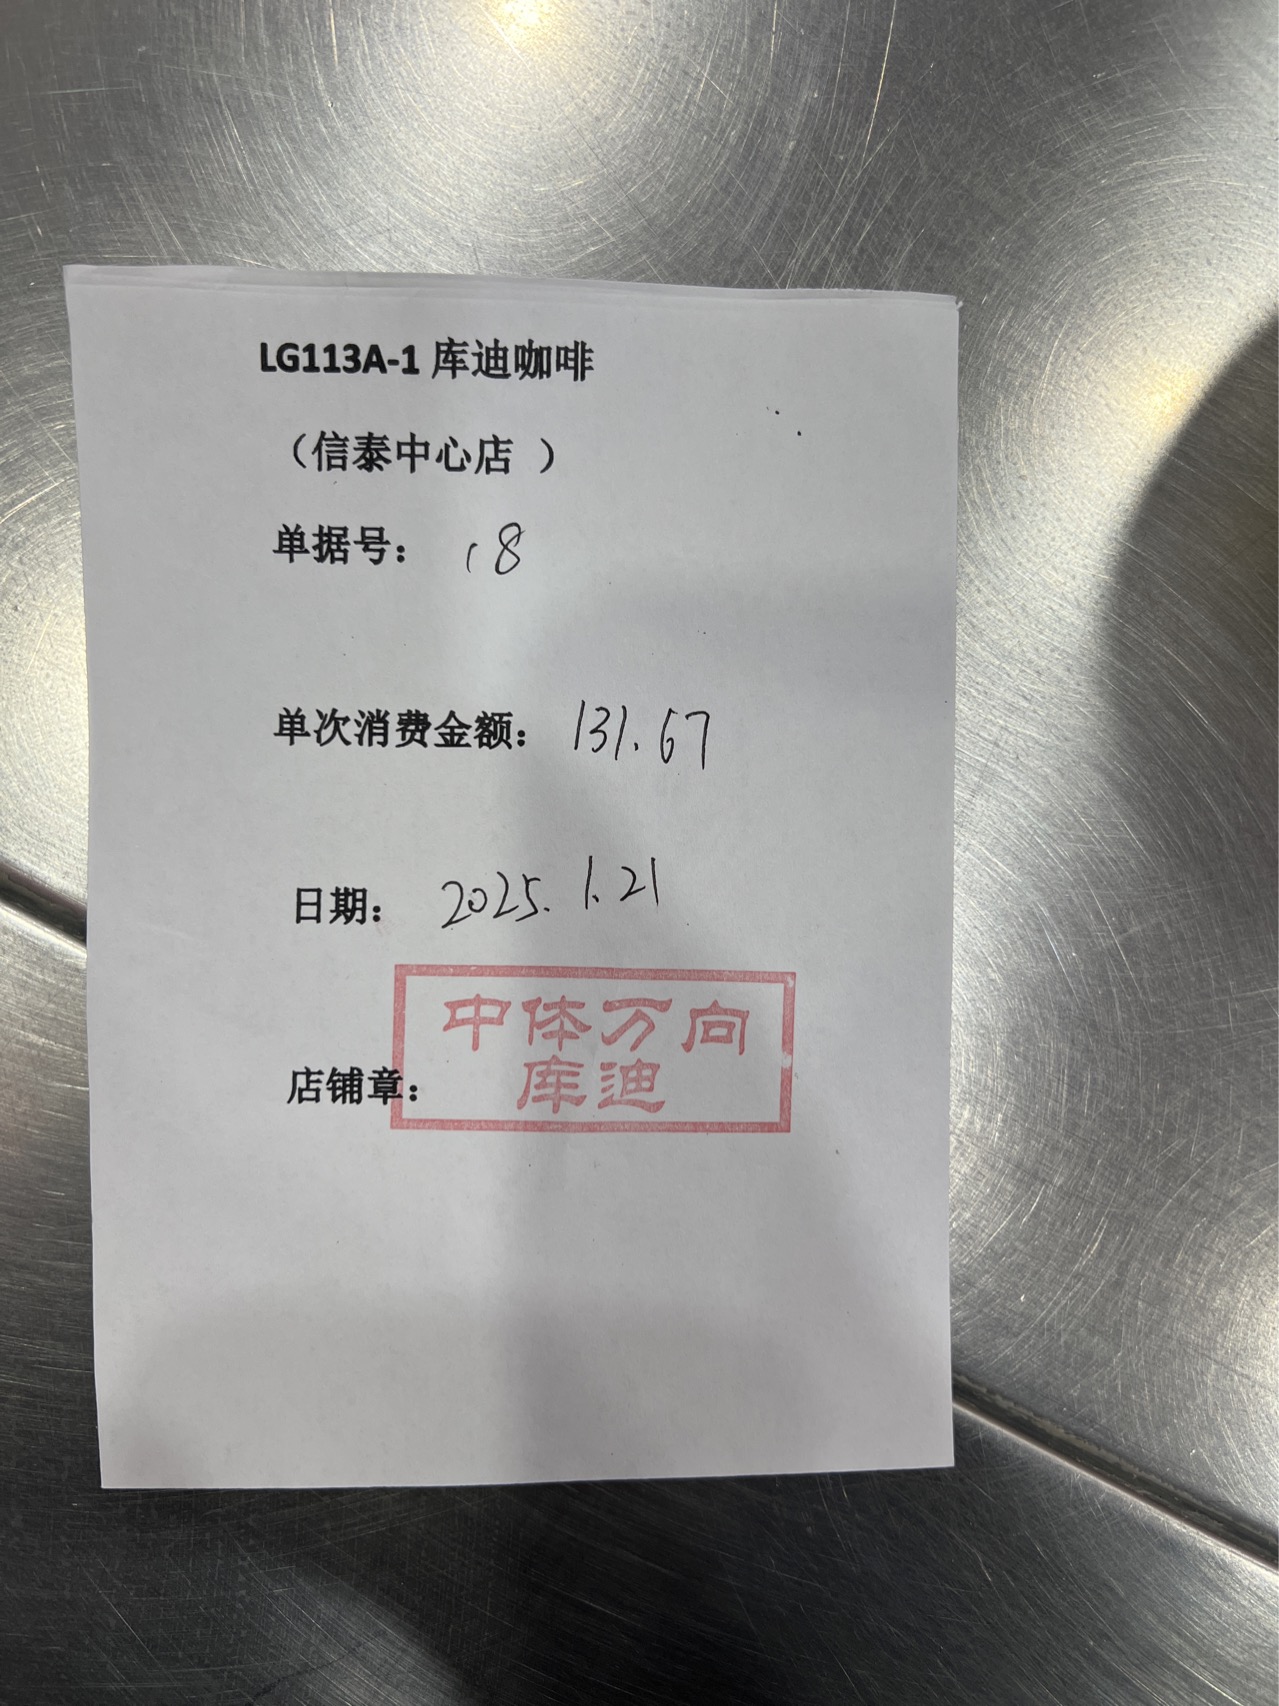 LG113A-1 库迪咖啡
（信泰中心店 ）
单据号： 18
单次消费金额： 131.67
日期： 2025. 1.21
中体万向
库迪
店铺章：